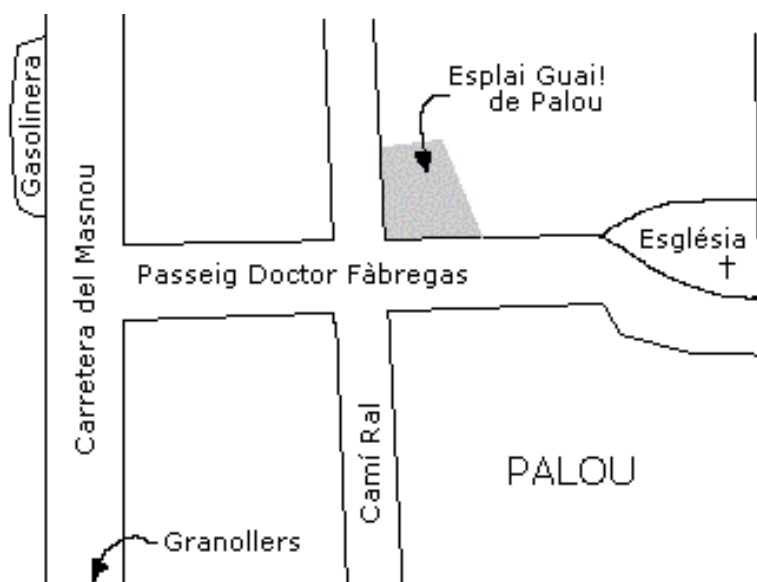 Gasolinera
Esplai Guai!
de Palou
Carretera del Masnou
Església
Passeig Doctor Fàbregas
Camí Ral
PALOU
Granollers